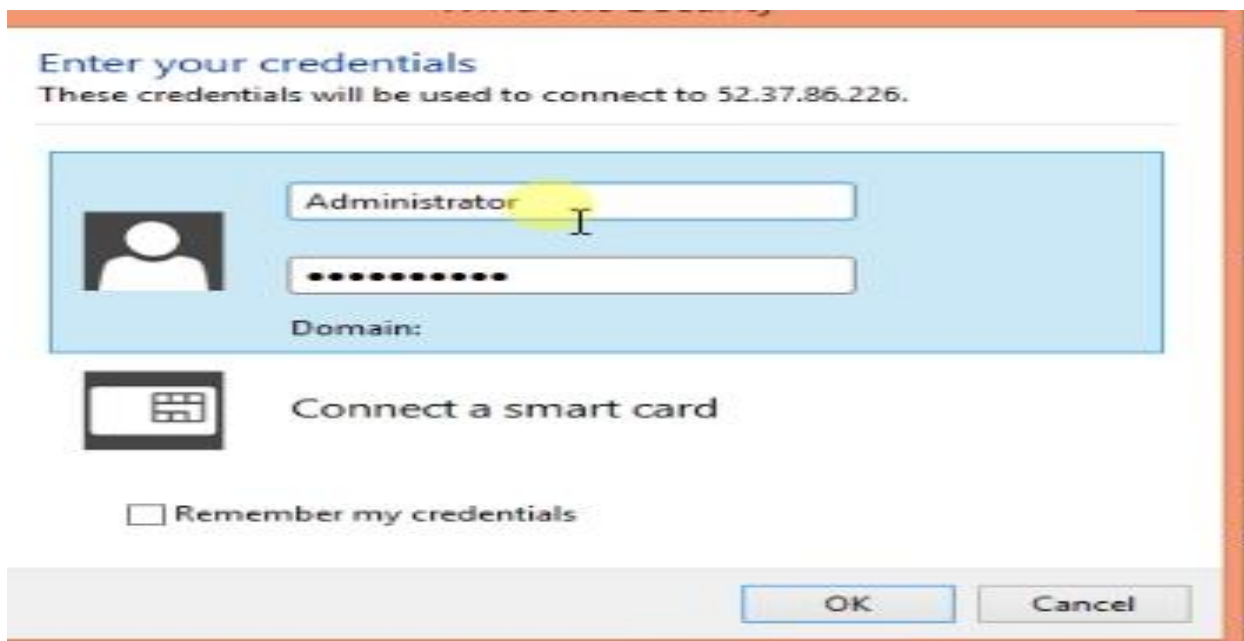 Enter your credentials
These credentials will be used to connect to 52.37.86.226.
Administrator
••••••••••
Domain:
Connect a smart card
Remember my credentials
OK
Cancel